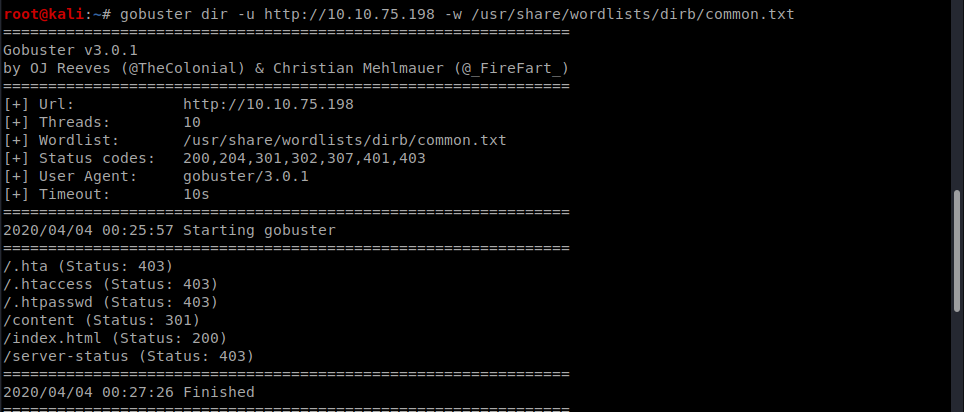 root@kali:~# gobuster dir -u http://10.10.75.198 -w /usr/share/wordlists/dirb/common.txt
===============================================================
Gobuster v3.0.1
by OJ Reeves (@TheColonial) & Christian Mehlmauer (@_FireFart_)
===============================================================
[+] Url:            http://10.10.75.198
[+] Threads:        10
[+] Wordlist:       /usr/share/wordlists/dirb/common.txt
[+] Status codes:   200,204,301,302,307,401,403
[+] User Agent:     gobuster/3.0.1
[+] Timeout:        10s
===============================================================
2020/04/04 00:25:57 Starting gobuster
===============================================================
/.hta (Status: 403)
/.htaccess (Status: 403)
/.htpasswd (Status: 403)
/content (Status: 301)
/index.html (Status: 200)
/server-status (Status: 403)
===============================================================
2020/04/04 00:27:26 Finished
===============================================================